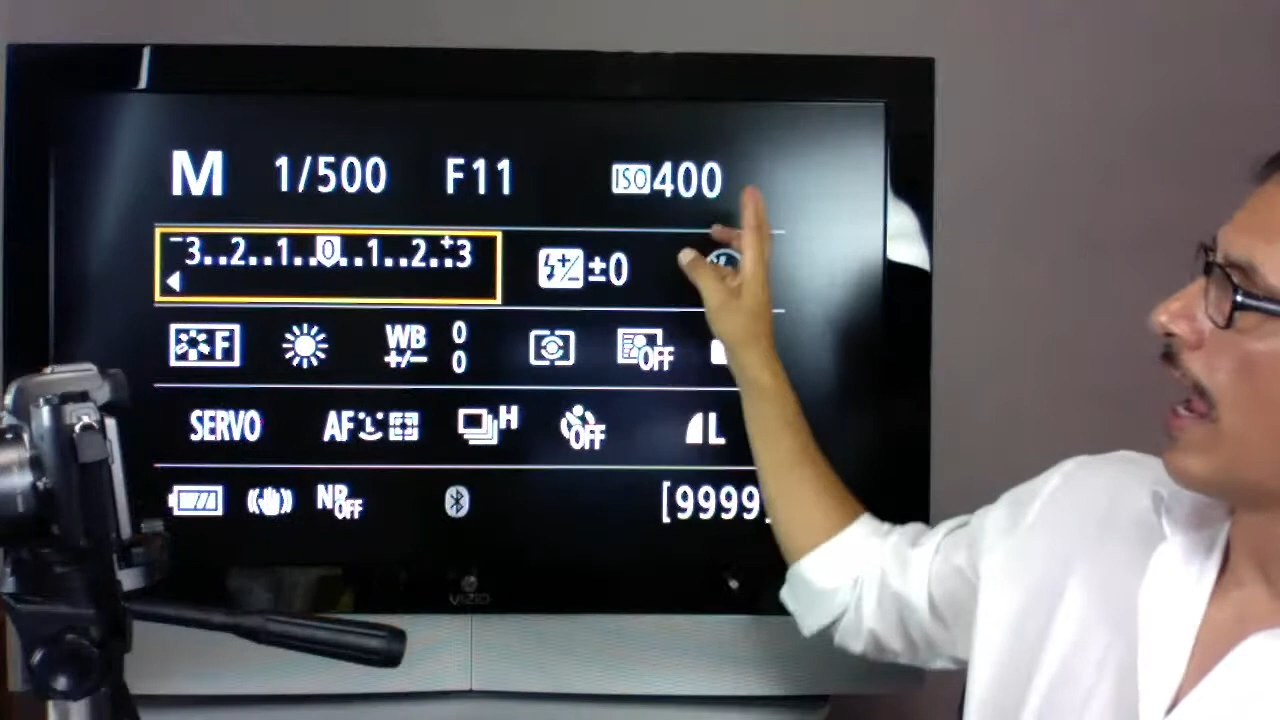 M 1/500 F11 ISO 400
-3..2..1..0..1..2..+3 +/- ±0
F WB +/- 0 0 OFF
SERVO AF H OFF L
NR OFF [9999]
VIZIO